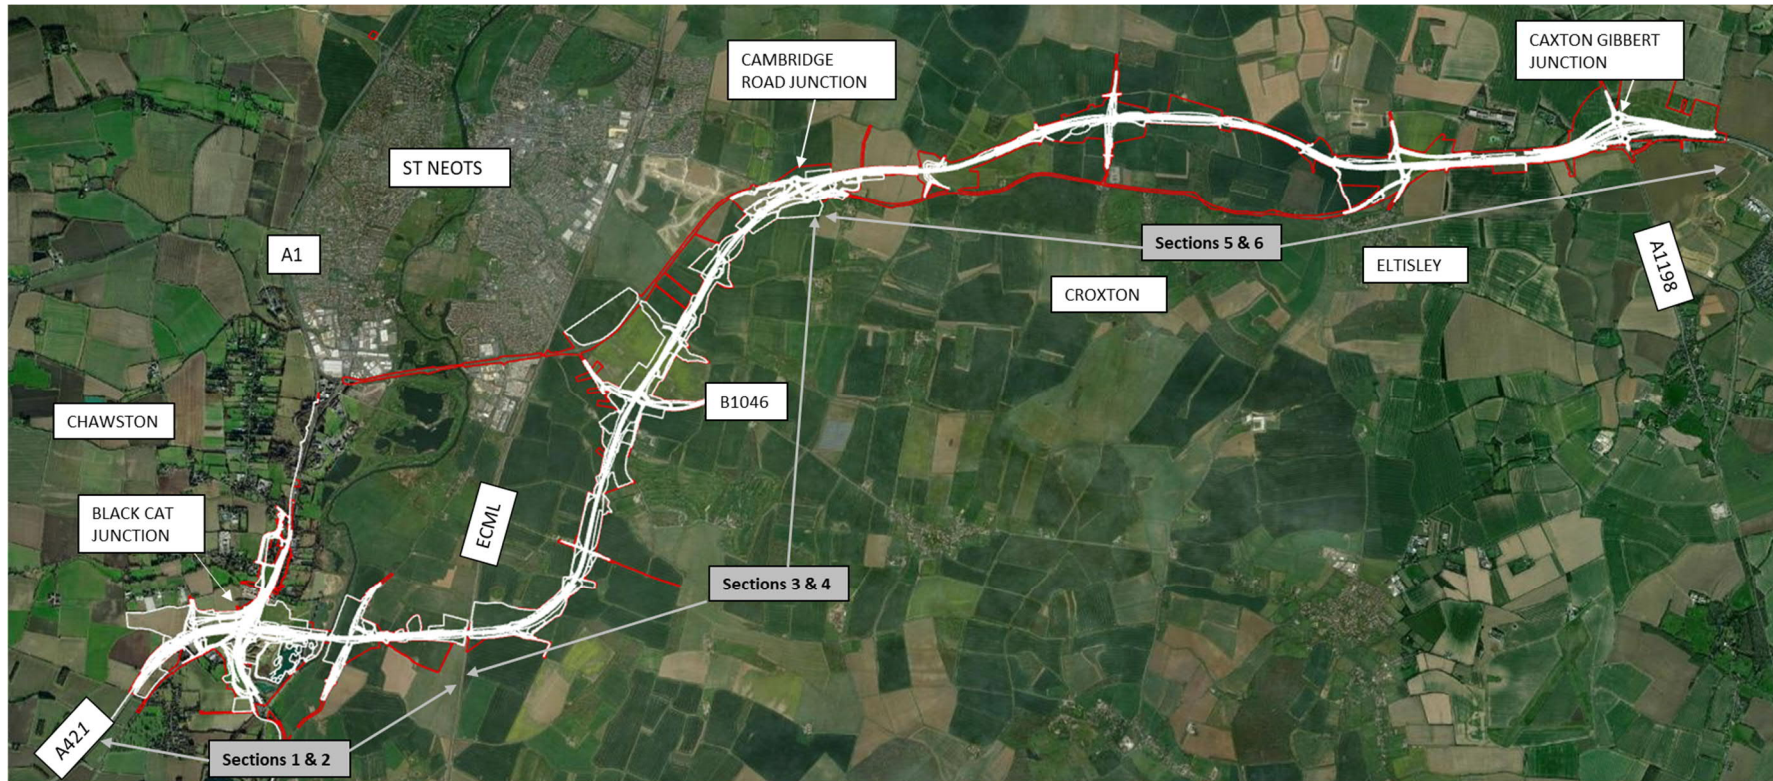 CAXTON GIBBERT
JUNCTION
CAMBRIDGE
ROAD JUNCTION
ST NEOTS
A1
Sections 5 & 6
ELTISLEY
A1198
CROXTON
B1046
CHAWSTON
BLACK CAT
JUNCTION
ECML
Sections 3 & 4
A421
Sections 1 & 2